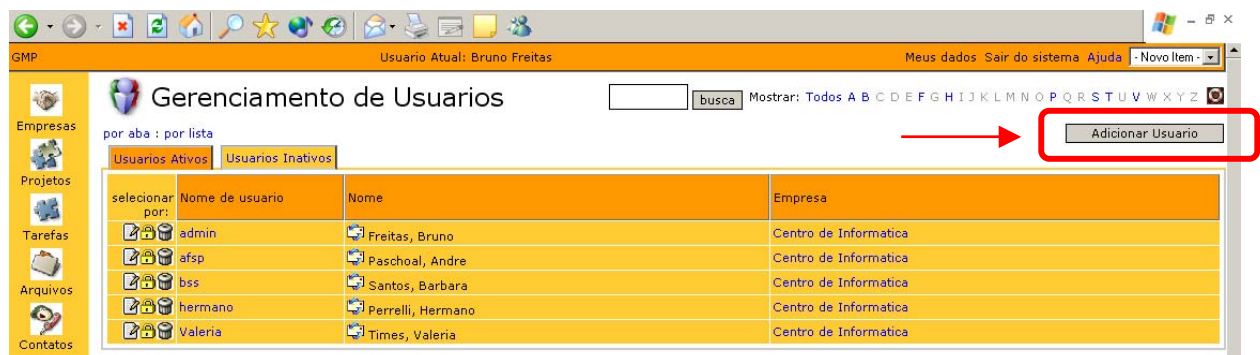 GMP Usuario Atual: Bruno Freitas Meus dados Sair do sistema Ajuda - Novo Item -
Gerenciamento de Usuarios busca Mostrar: Todos A B C D E F G H I J K L M N O P Q R S T U V W X Y Z
Empresas
por aba : por lista Adicionar Usuario
Usuarios Ativos Usuarios Inativos
Projetos
selecionar por: Nome de usuario Nome Empresa
Tarefas
admin Freitas, Bruno Centro de Informatica
afsp Paschoal, Andre Centro de Informatica
Arquivos
bss Santos, Barbara Centro de Informatica
hermano Perrelli, Hermano Centro de Informatica
Valeria Times, Valeria Centro de Informatica
Contatos